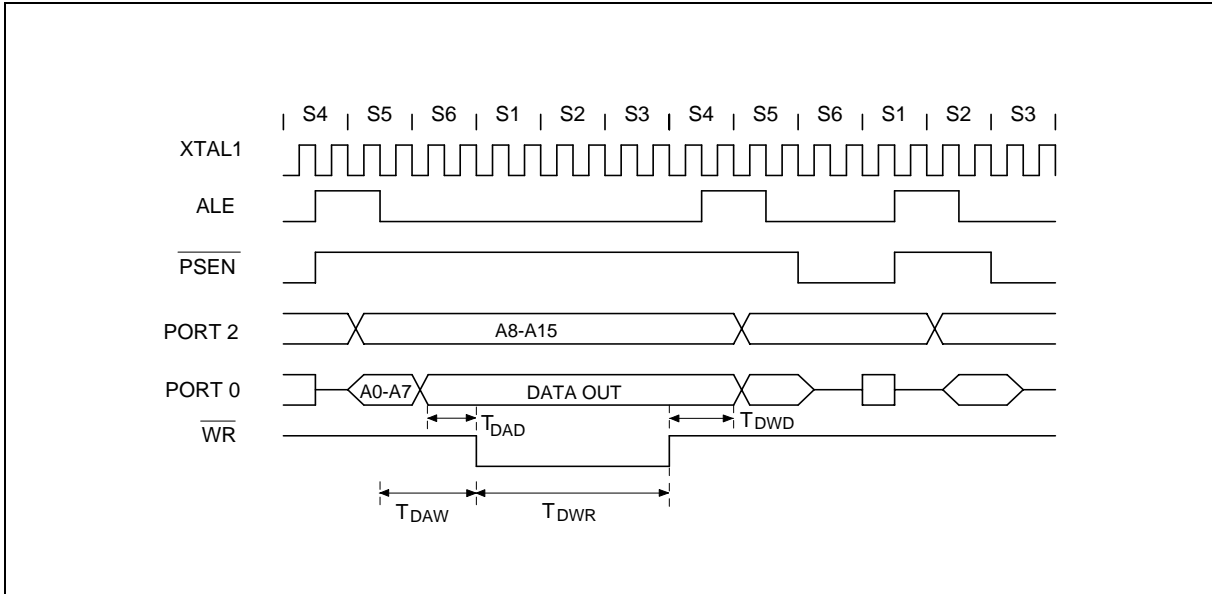 S4 S5 S6 S1 S2 S3 S4 S5 S6 S1 S2 S3
XTAL1
ALE
PSEN
PORT 2 A8-A15
PORT 0 A0-A7 DATA OUT
TDAD TDWD
WR
TDAW TDWR